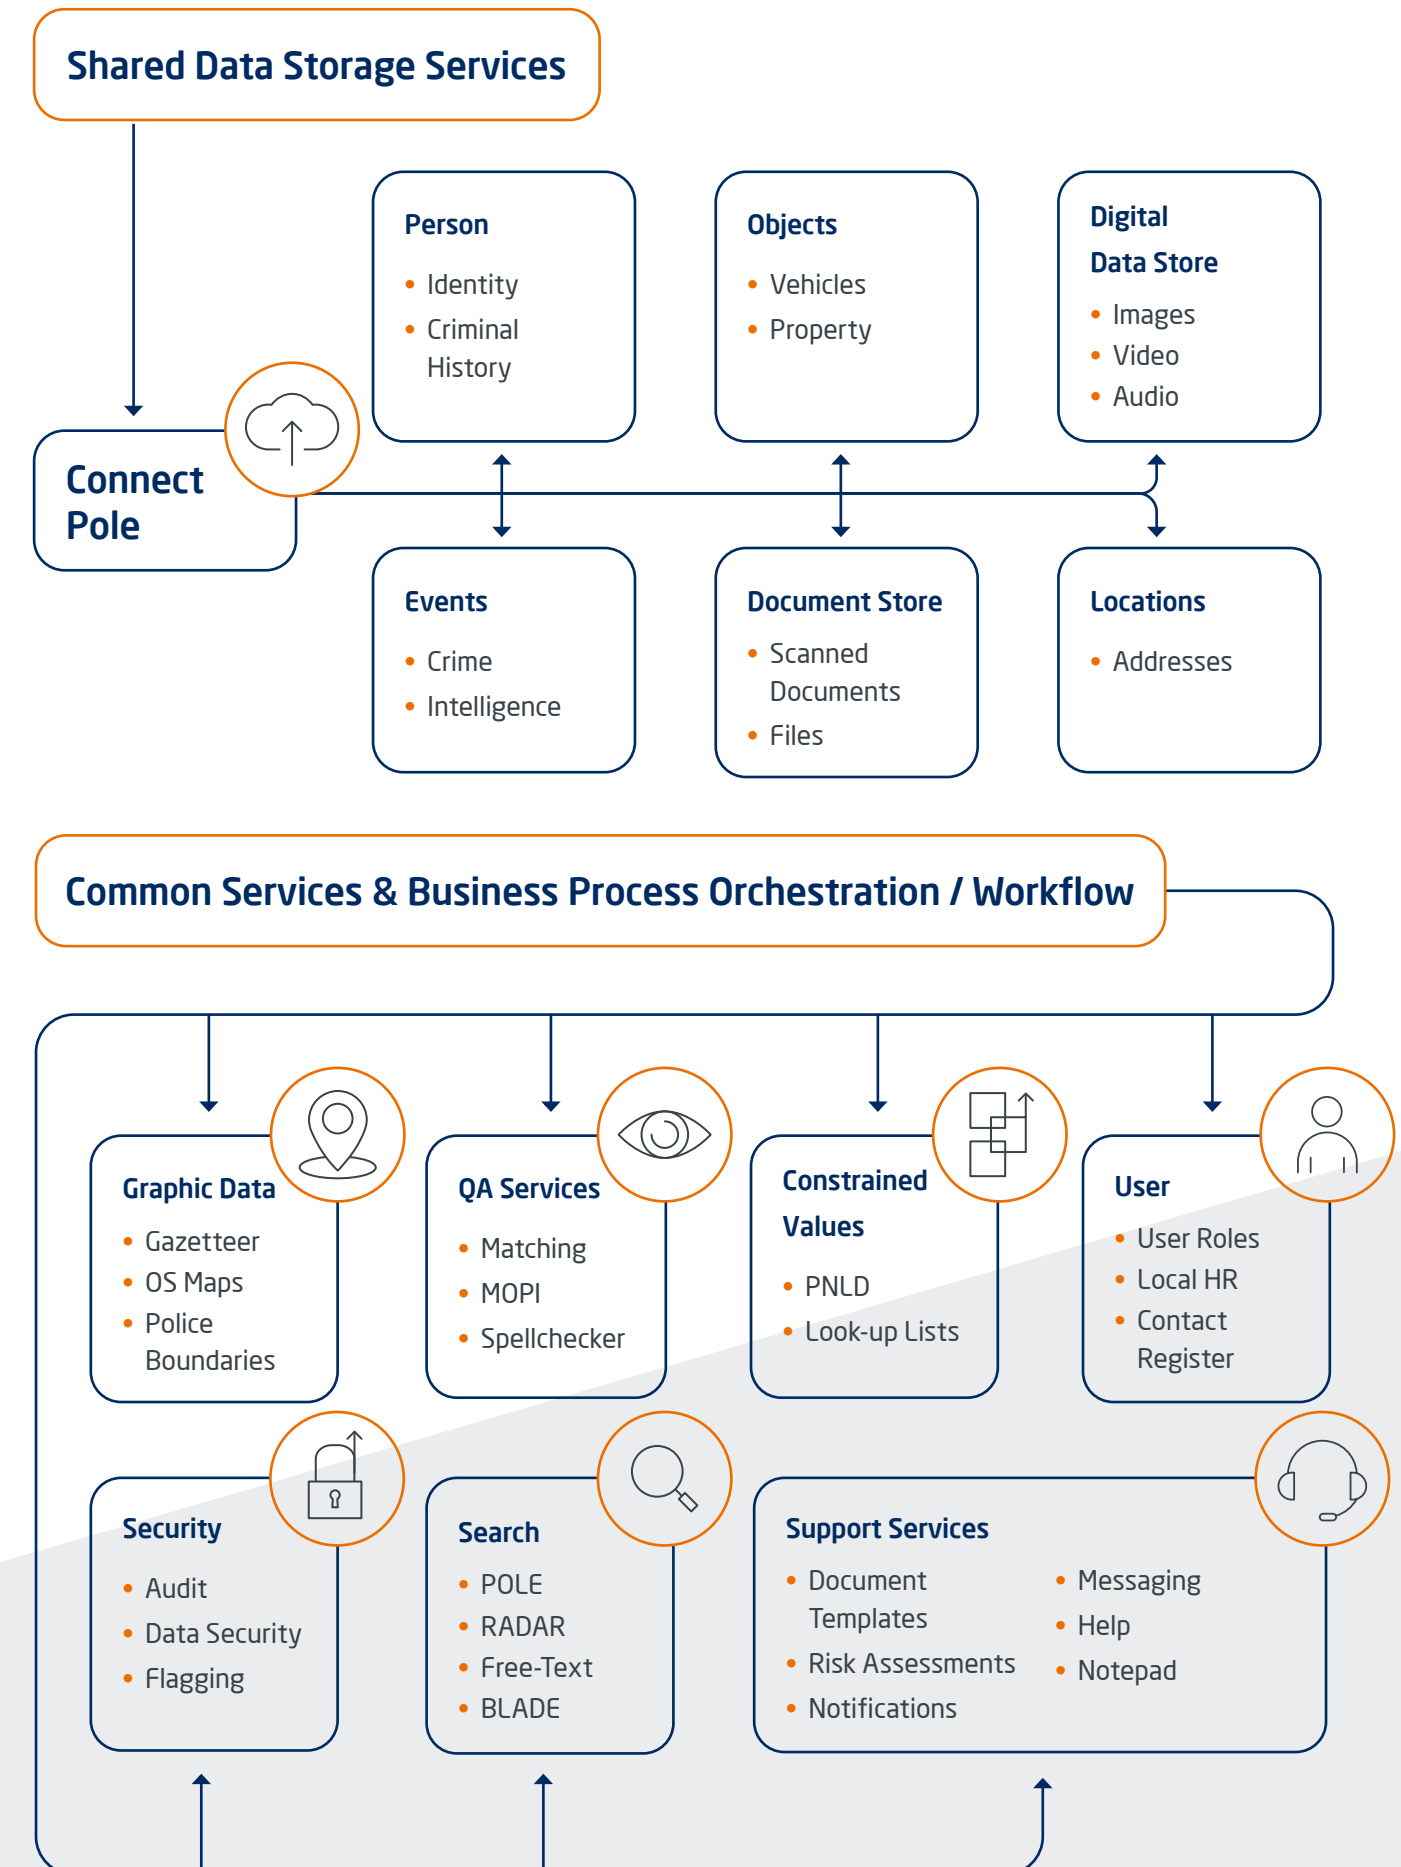 Shared Data Storage Services
Person
• Identity
• Criminal
History
Objects
• Vehicles
• Property
Digital
Data Store
• Images
• Video
• Audio
Connect
Pole
Events
• Crime
• Intelligence
Document Store
• Scanned
Documents
• Files
Locations
• Addresses
Common Services & Business Process Orchestration / Workflow
Graphic Data
• Gazetteer
• OS Maps
• Police
Boundaries
QA Services
• Matching
• MOPI
• Spellchecker
Constrained
Values
• PNLD
• Look-up Lists
User
• User Roles
• Local HR
• Contact
Register
Security
• Audit
• Data Security
• Flagging
Search
• POLE
• RADAR
• Free-Text
• BLADE
Support Services
• Document
Templates
• Risk Assessments
• Notifications
• Messaging
• Help
• Notepad